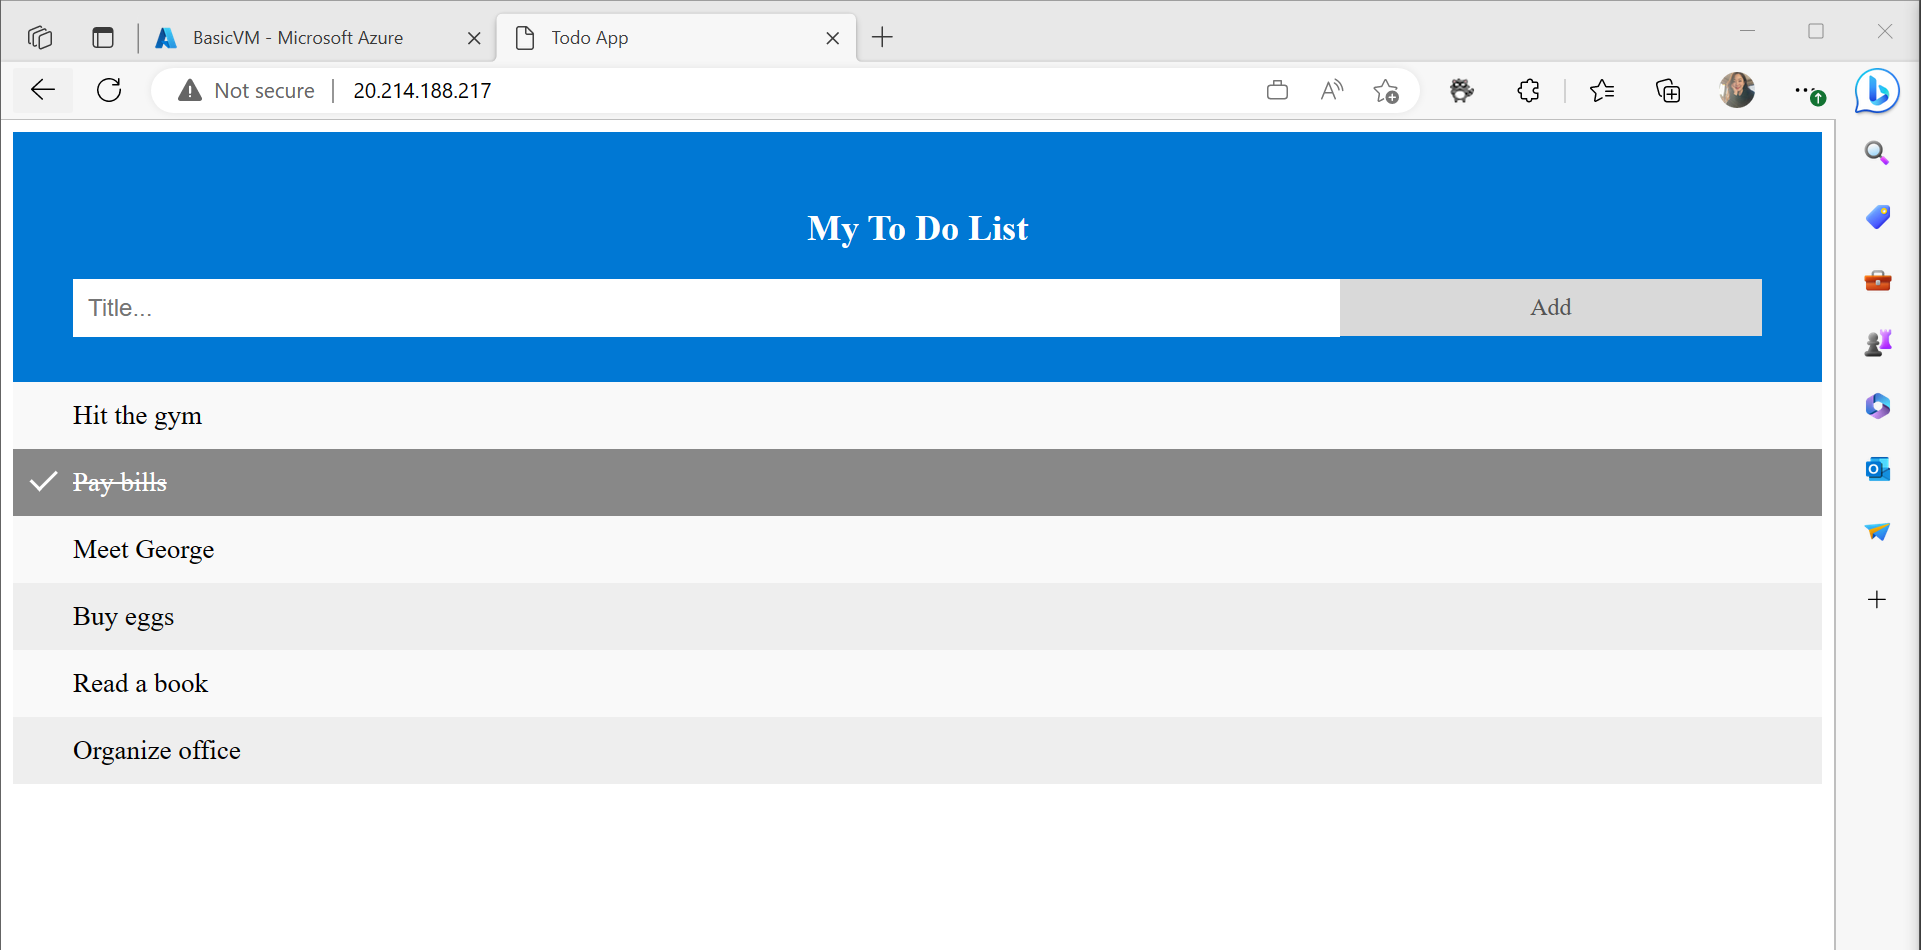 BasicVM - Microsoft Azure
Todo App
Not secure
20.214.188.217
My To Do List
Title...
Add
Hit the gym
Pay bills
Meet George
Buy eggs
Read a book
Organize office